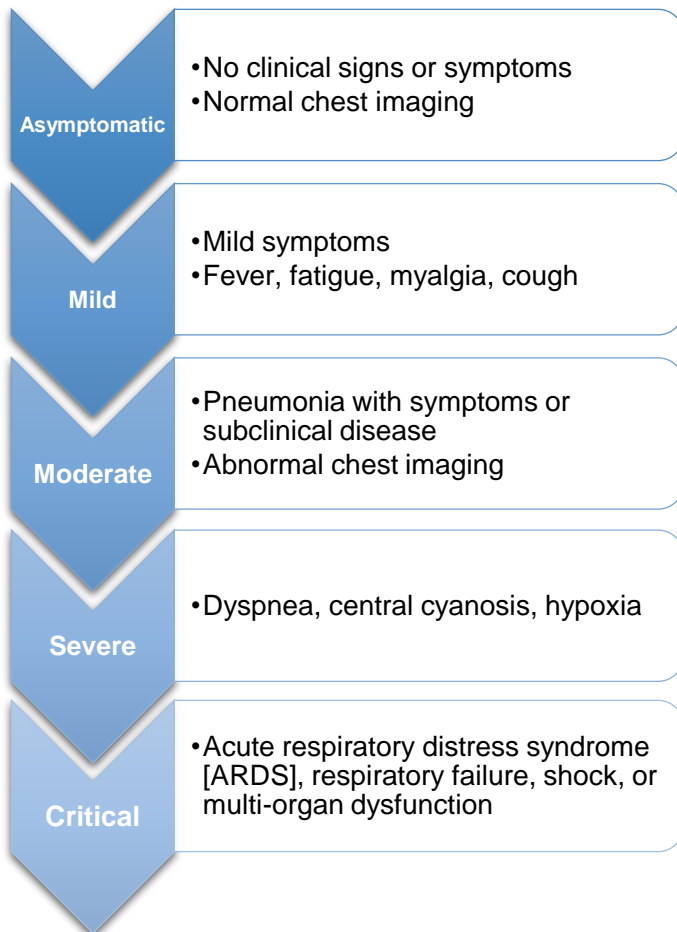 Asymptomatic
•No clinical signs or symptoms
•Normal chest imaging
Mild
•Mild symptoms
•Fever, fatigue, myalgia, cough
Moderate
•Pneumonia with symptoms or
subclinical disease
•Abnormal chest imaging
Severe
•Dyspnea, central cyanosis, hypoxia
Critical
•Acute respiratory distress syndrome
[ARDS], respiratory failure, shock, or
multi-organ dysfunction